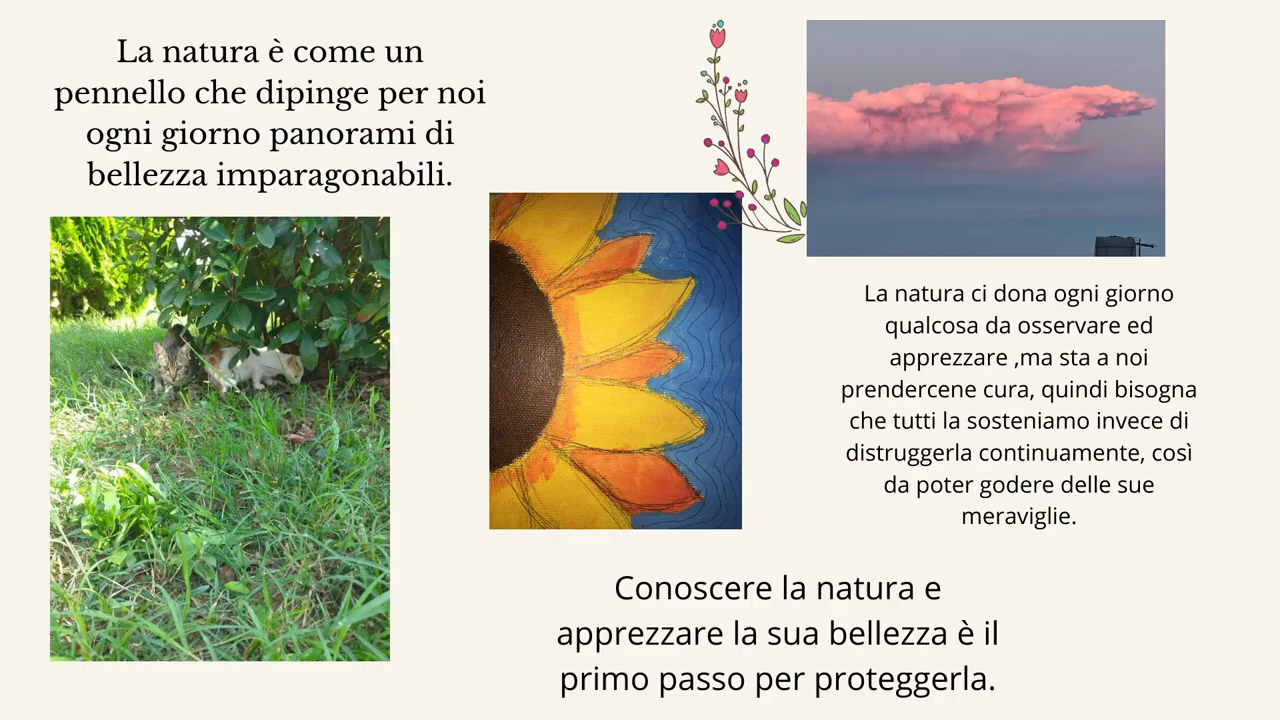 La natura è come un
pennello che dipinge per noi
ogni giorno panorami di
bellezza imparagonabili.
La natura ci dona ogni giorno
qualcosa da osservare ed
apprezzare ,ma sta a noi
prendercene cura, quindi bisogna
che tutti la sosteniamo invece di
distruggerla continuamente, così
da poter godere delle sue
meraviglie.
Conoscere la natura e
apprezzare la sua bellezza è il
primo passo per proteggerla.